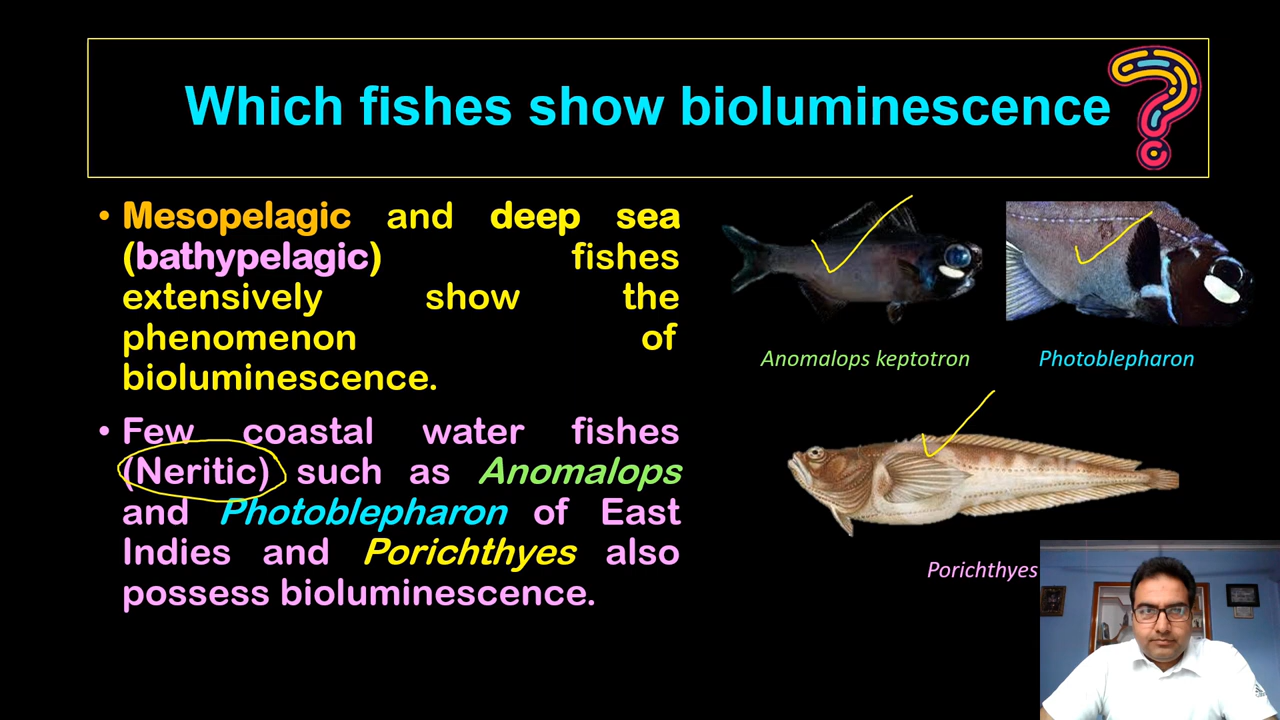 Which fishes show bioluminescence
• Mesopelagic and deep sea
(bathypelagic) fishes
extensively show the
phenomenon of
bioluminescence.
Anomalops keptotron
Photoblepharon
• Few coastal water fishes
(Neritic) such as Anomalops
and Photoblepharon of East
Indies and Porichthyes also
possess bioluminescence.
Porichthyes